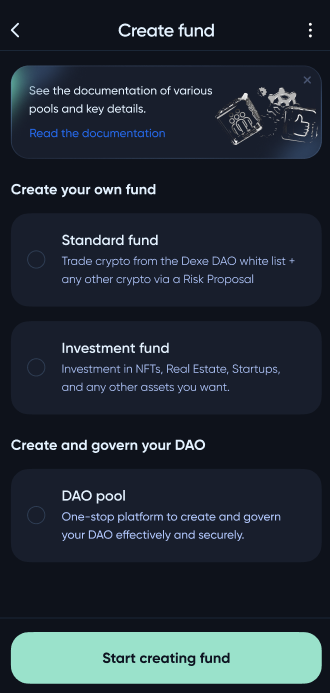 Create fund
See the documentation of various
pools and key details.
Read the documentation
Create your own fund
Standard fund
Trade crypto from the Dexe DAO white list +
any other crypto via a Risk Proposal
Investment fund
Investment in NFTs, Real Estate, Startups,
and any other assets you want.
Create and govern your DAO
DAO pool
One-stop platform to create and govern
your DAO effectively and securely.
Start creating fund